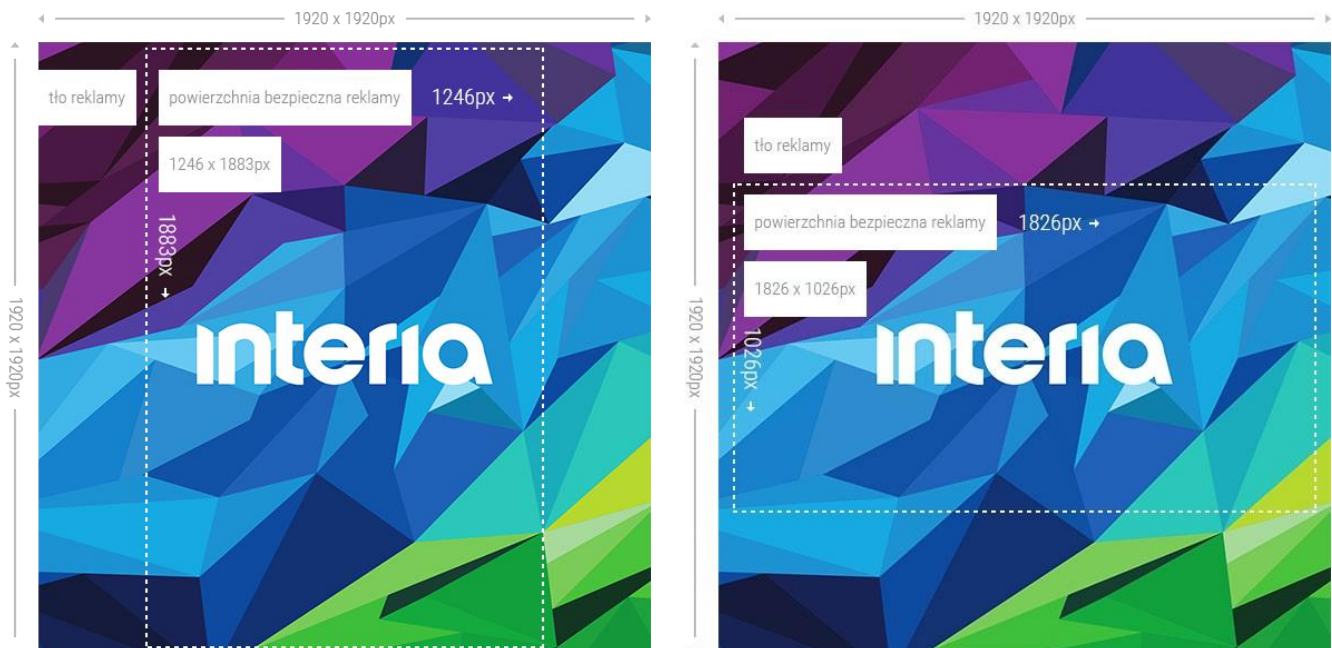 1920 x 1920px
tło reklamy
powierzchnia bezpieczna reklamy
1246px
1246 x 1883px
1883px
1920 x 1920px
interia
1920 x 1920px
tło reklamy
powierzchnia bezpieczna reklamy
1826px
1826 x 1026px
1026px
1920 x 1920px
interia